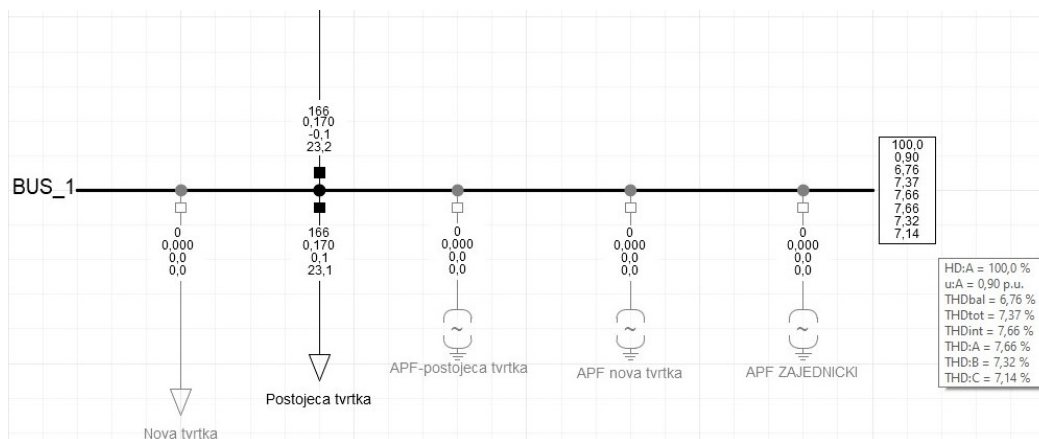 166
0,170
-0,1
23,2
BUS_1
100,0
0,90
6,76
7,37
7,66
7,66
7,32
7,14
0
0,000
0,0
0,0
166
0,170
0,1
23,1
0
0,000
0,0
0,0
0
0,000
0,0
0,0
0
0,000
0,0
0,0
HD:A = 100,0 %
u:A = 0,90 p.u.
THDbal = 6,76 %
THDtot = 7,37 %
THDint = 7,66 %
THD:A = 7,66 %
THD:B = 7,32 %
THD:C = 7,14 %
~
~
~
APF-postojeca tvrtka
APF nova tvrtka
APF ZAJEDNICKI
Postojeca tvrtka
Nova tvrtka